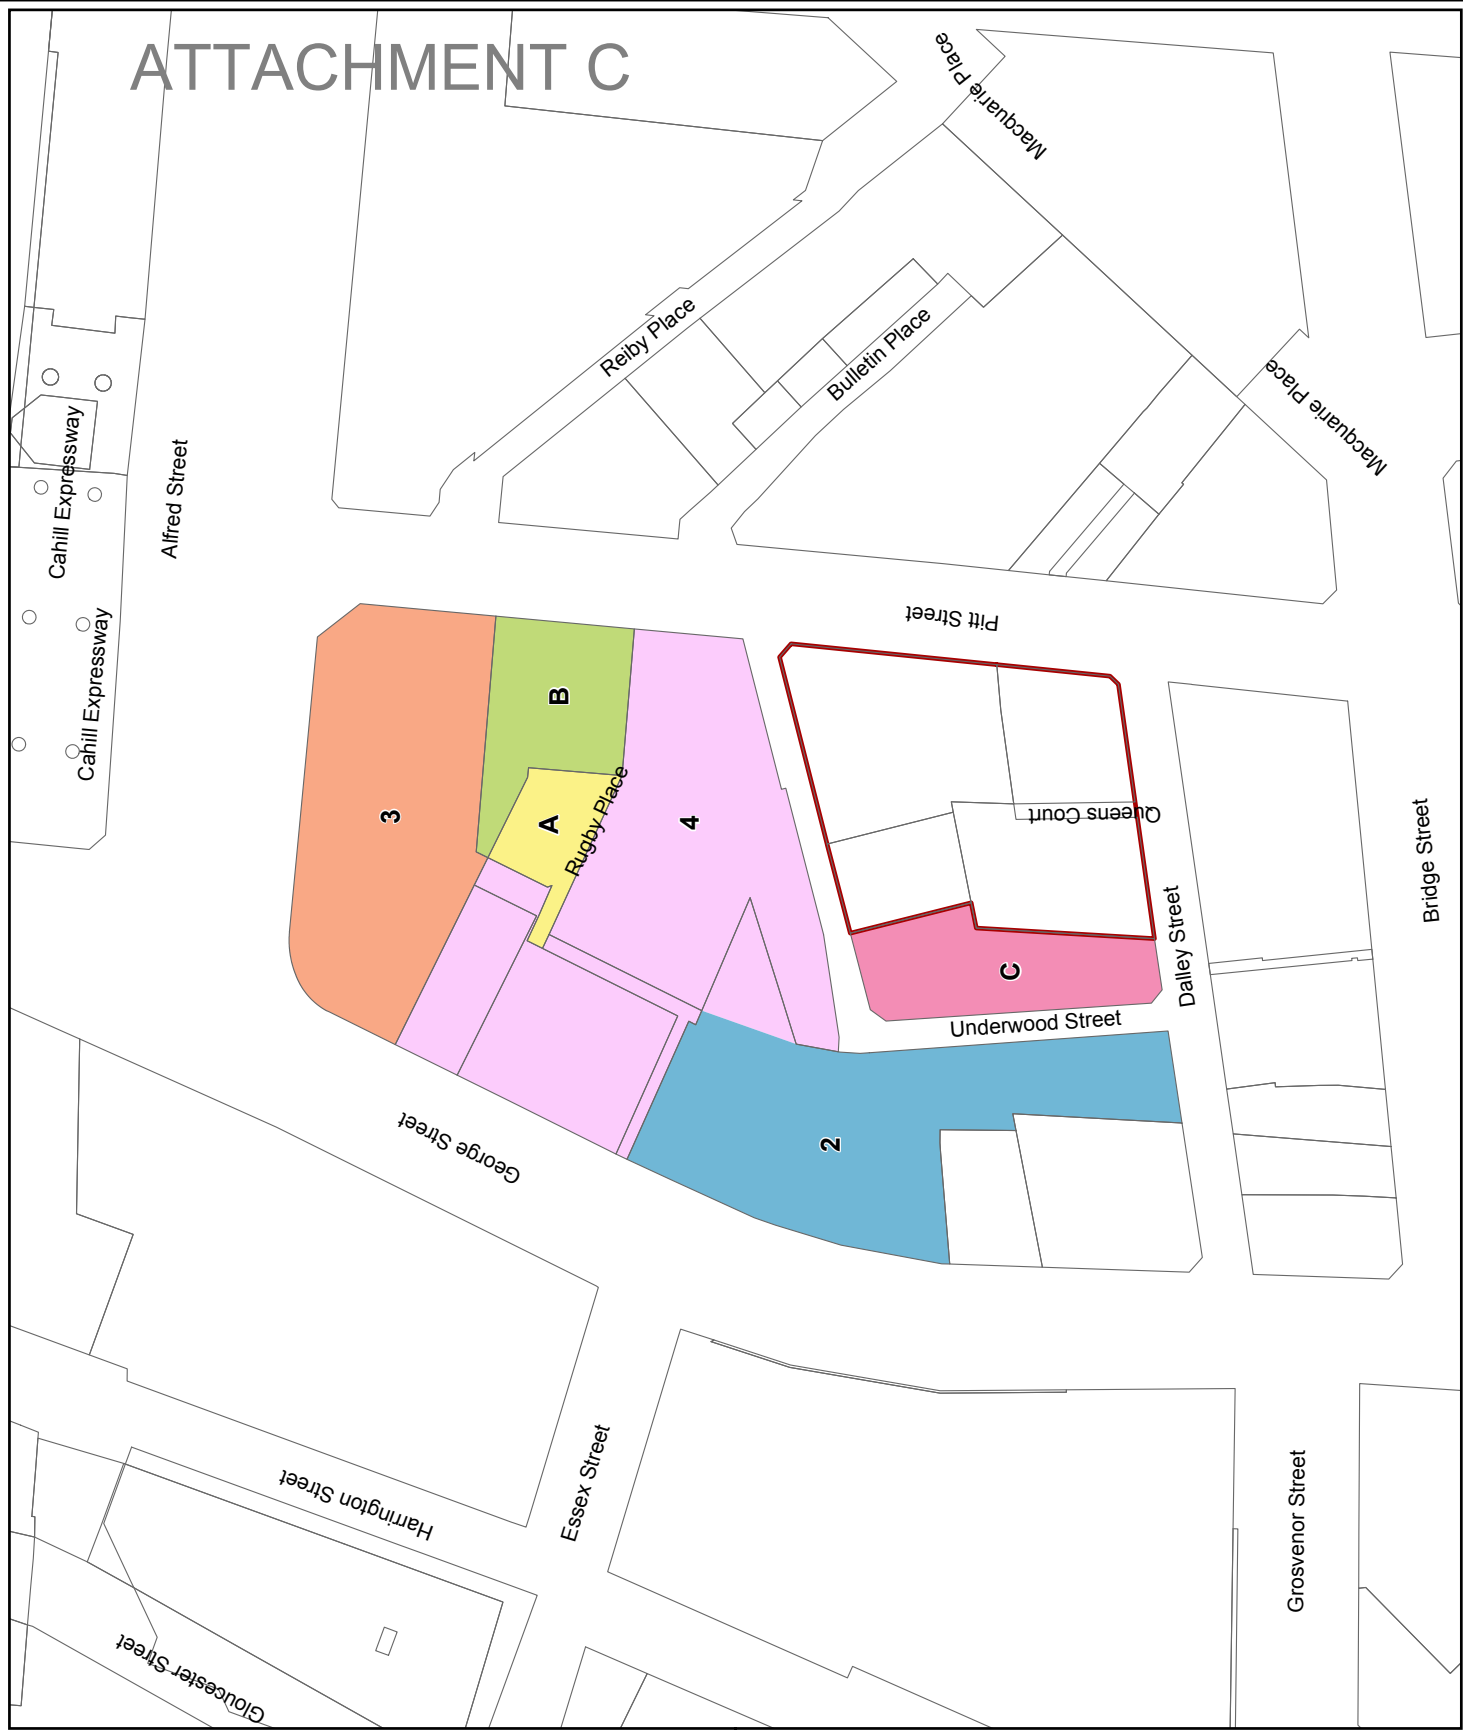 ATTACHMENT C
Macquarie Place
Reiby Place
Bulletin Place
Macquarie Place
Cahill Expressway
Alfred Street
Pitt Street
Cahill Expressway
B
3
A
Rugby Place
4
Queens Court
Bridge Street
C
Dalley Street
Underwood Street
George Street
2
Essex Street
Harrington Street
Grosvenor Street
Gloucester Street